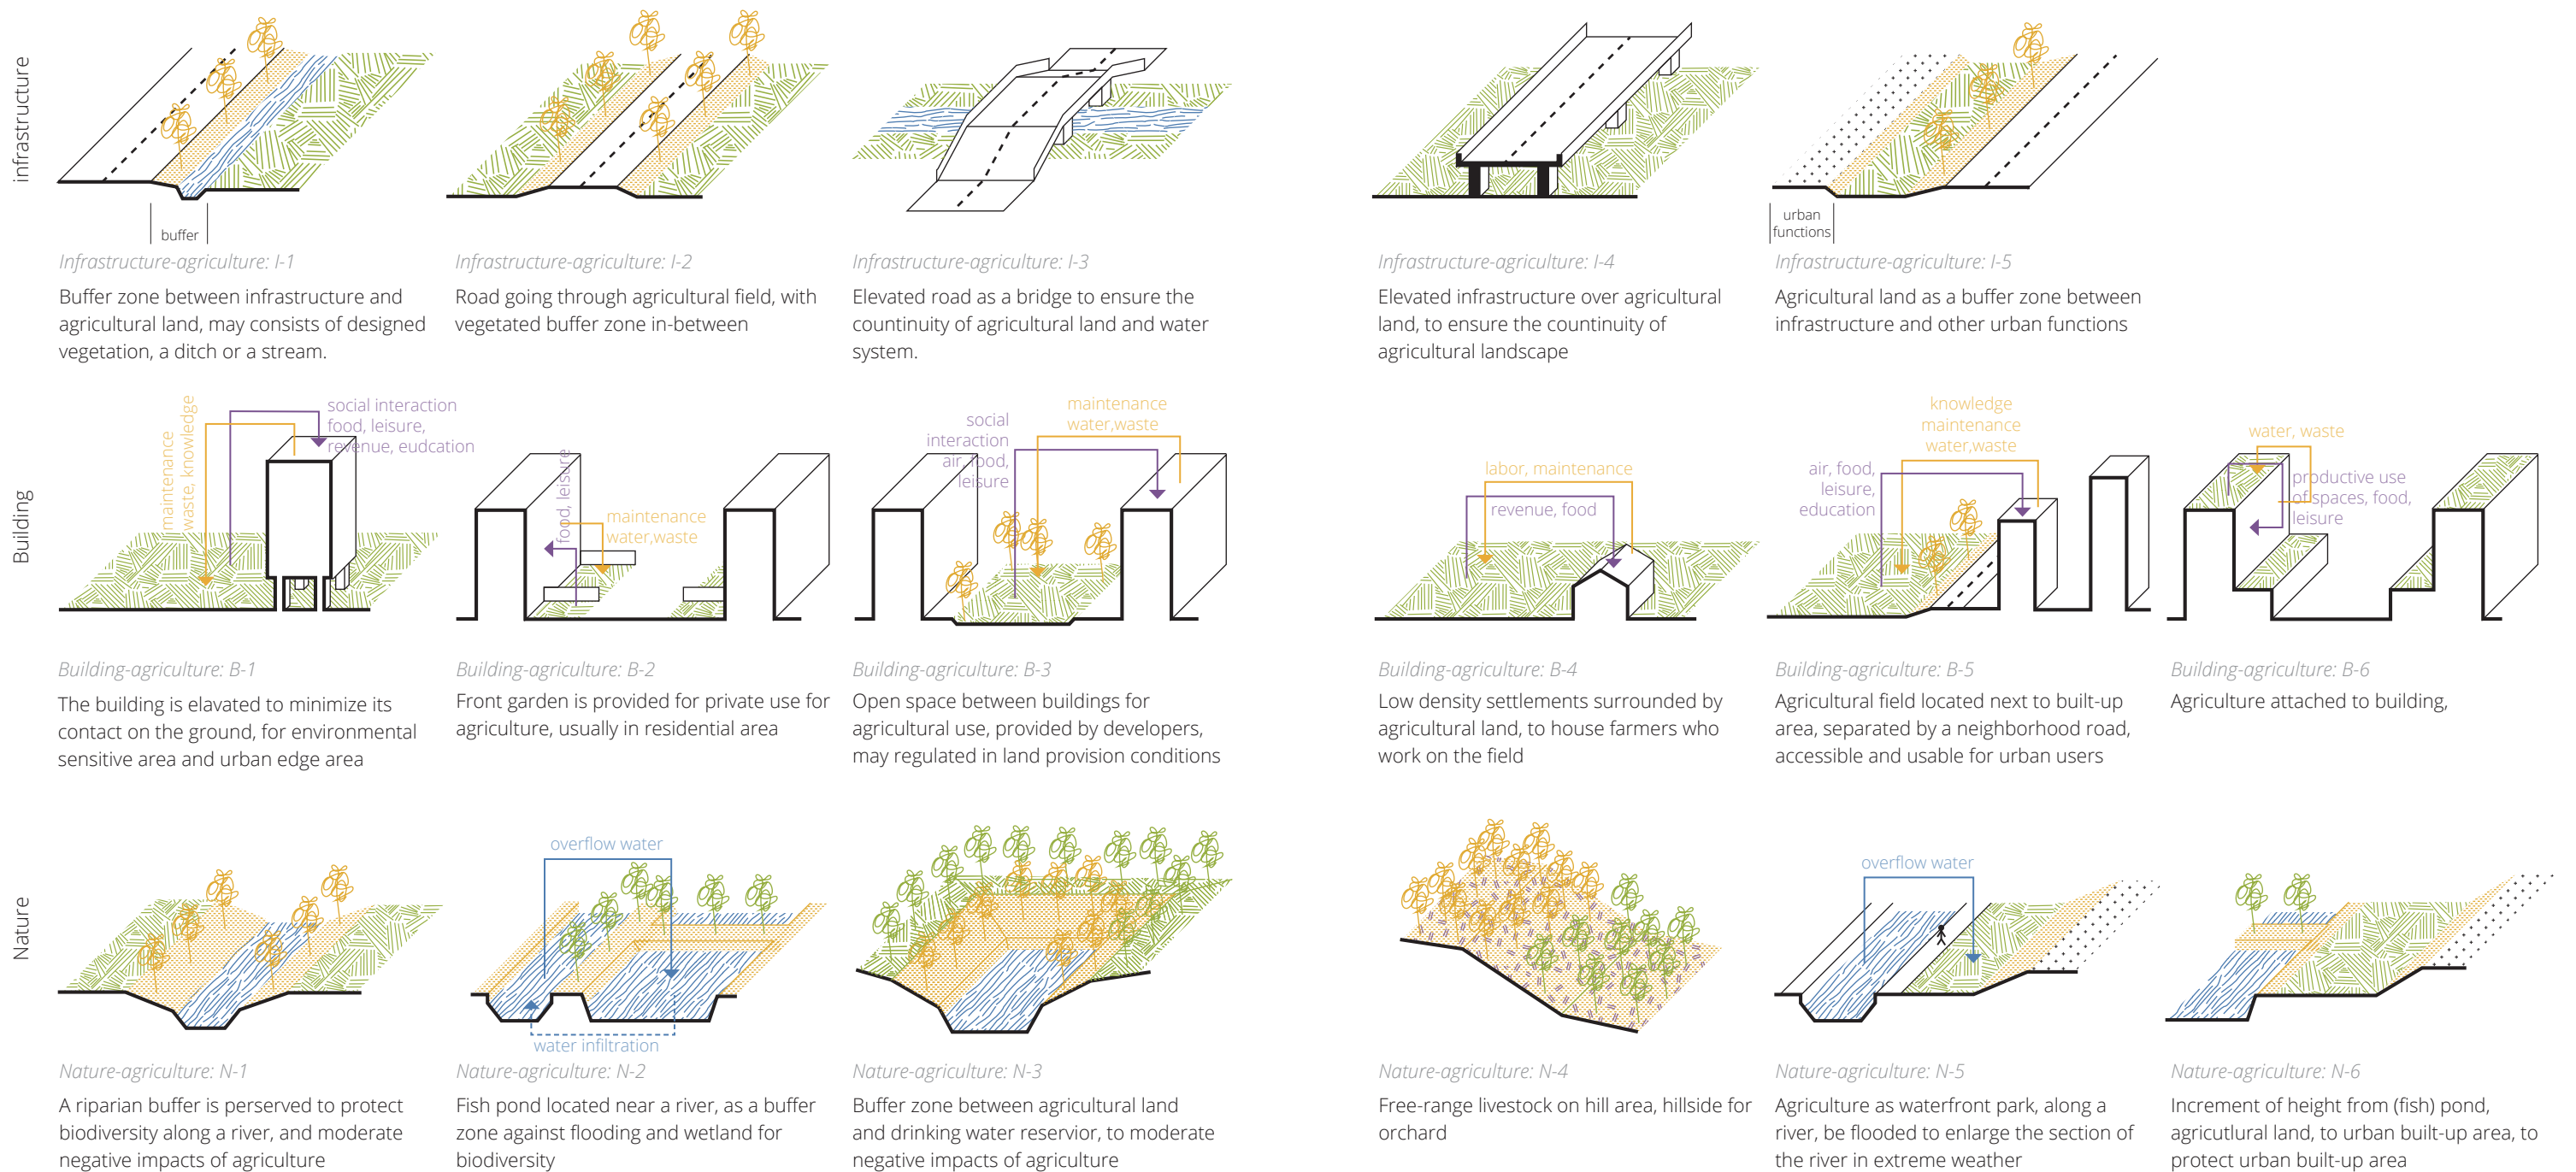 infrastructure
buffer
urban
functions
Infrastructure-agriculture: I-1
Buffer zone between infrastructure and
agricultural land, may consists of designed
vegetation, a ditch or a stream.
Infrastructure-agriculture: I-2
Road going through agricultural field, with
vegetated buffer zone in-between
Infrastructure-agriculture: I-3
Elevated road as a bridge to ensure the
countinuity of agricultural land and water
system.
Infrastructure-agriculture: I-4
Elevated infrastructure over agricultural
land, to ensure the countinuity of
agricultural landscape
Infrastructure-agriculture: I-5
Agricultural land as a buffer zone between
infrastructure and other urban functions
Building
maintenance
waste, knowledge
social interaction
food, leisure,
revenue, eudcation
food, leisure
maintenance
water,waste
social
interaction
air, food,
leisure
maintenance
water,waste
labor, maintenance
revenue, food
air, food,
leisure,
education
knowledge
maintenance
water,waste
water, waste
productive use
of spaces, food,
leisure
Building-agriculture: B-1
The building is elavated to minimize its
contact on the ground, for environmental
sensitive area and urban edge area
Building-agriculture: B-2
Front garden is provided for private use for
agriculture, usually in residential area
Building-agriculture: B-3
Open space between buildings for
agricultural use, provided by developers,
may regulated in land provision conditions
Building-agriculture: B-4
Low density settlements surrounded by
agricultural land, to house farmers who
work on the field
Building-agriculture: B-5
Agricultural field located next to built-up
area, separated by a neighborhood road,
accessible and usable for urban users
Building-agriculture: B-6
Agriculture attached to building,
Nature
overflow water
water infiltration
overflow water
Nature-agriculture: N-1
A riparian buffer is perserved to protect
biodiversity along a river, and moderate
negative impacts of agriculture
Nature-agriculture: N-2
Fish pond located near a river, as a buffer
zone against flooding and wetland for
biodiversity
Nature-agriculture: N-3
Buffer zone between agricultural land
and drinking water reservior, to moderate
negative impacts of agriculture
Nature-agriculture: N-4
Free-range livestock on hill area, hillside for
orchard
Nature-agriculture: N-5
Agriculture as waterfront park, along a
river, be flooded to enlarge the section of
the river in extreme weather
Nature-agriculture: N-6
Increment of height from (fish) pond,
agricutlural land, to urban built-up area, to
protect urban built-up area